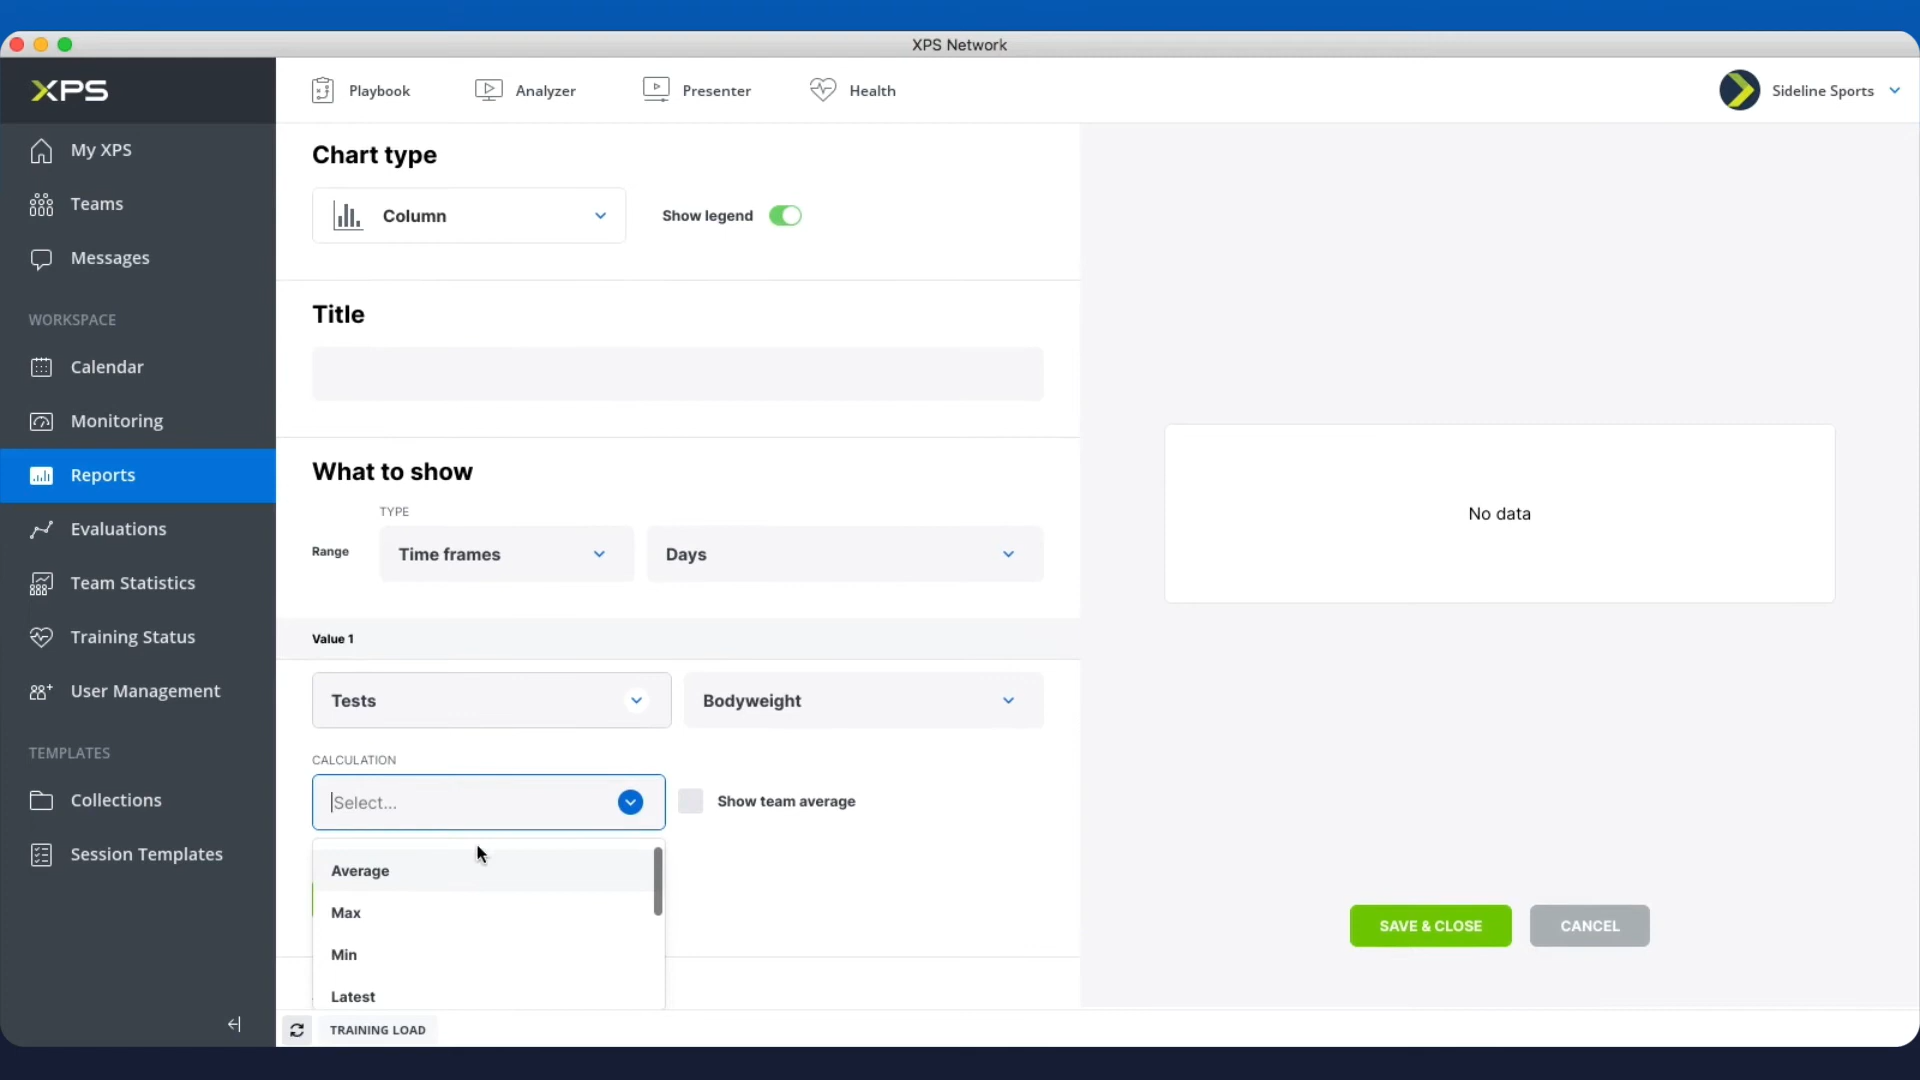 XPS Network
XPS
Playbook
Analyzer
Presenter
Health
Sideline Sports
My XPS
Teams
Messages
WORKSPACE
Calendar
Monitoring
Reports
Evaluations
Team Statistics
Training Status
User Management
TEMPLATES
Collections
Session Templates
Chart type
Column
Show legend
Title
What to show
TYPE
Range
Time frames
Days
Value 1
Tests
Bodyweight
CALCULATION
Select...
Show team average
Average
Max
Min
Latest
No data
SAVE & CLOSE
CANCEL
TRAINING LOAD